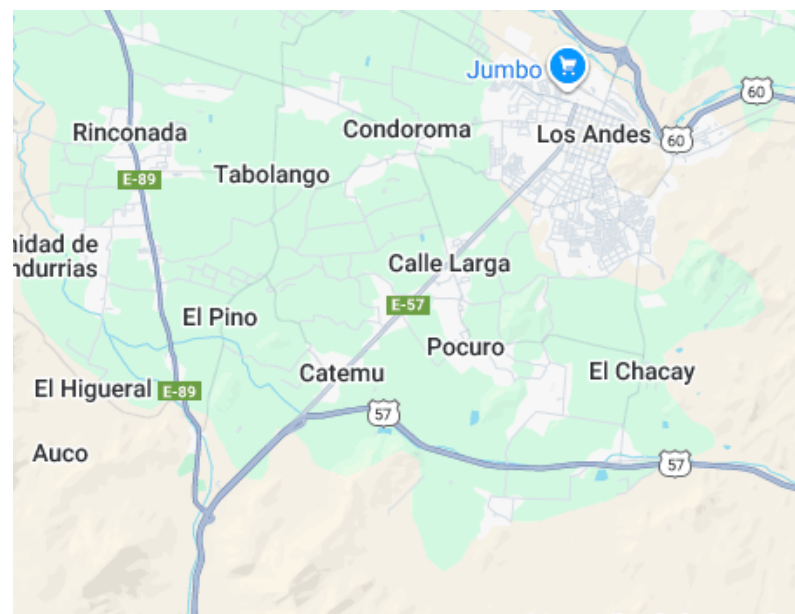 Jumbo
60
Rinconada
Condoroma
Los Andes
60
E-89
Tabolango
nidad de
ndurrias
Calle Larga
E-57
El Pino
Pocuro
Catemu
El Chacay
El Higueral
E-89
57
Auco
57